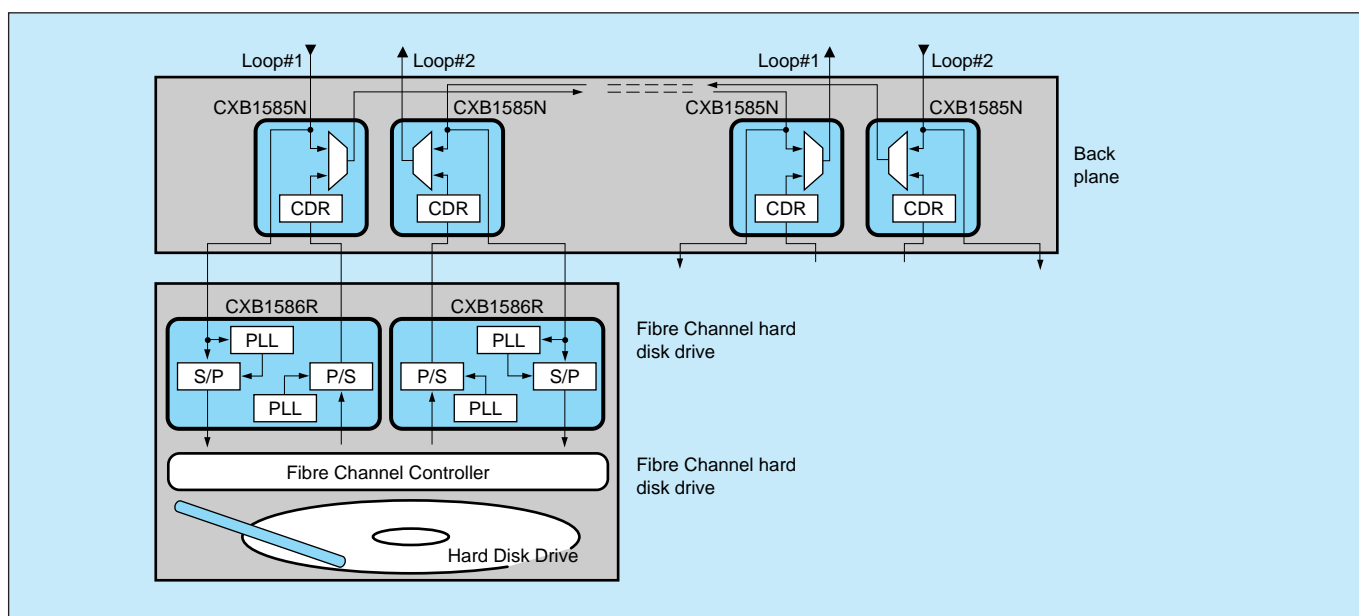 Loop#1
Loop#2
Loop#1
Loop#2
CXB1585N
CXB1585N
CXB1585N
CXB1585N
CDR
CDR
CDR
CDR
Back
plane
CXB1586R
CXB1586R
PLL
S/P
P/S
PLL
PLL
P/S
S/P
PLL
Fibre Channel hard
disk drive
Fibre Channel Controller
Fibre Channel hard
disk drive
Hard Disk Drive